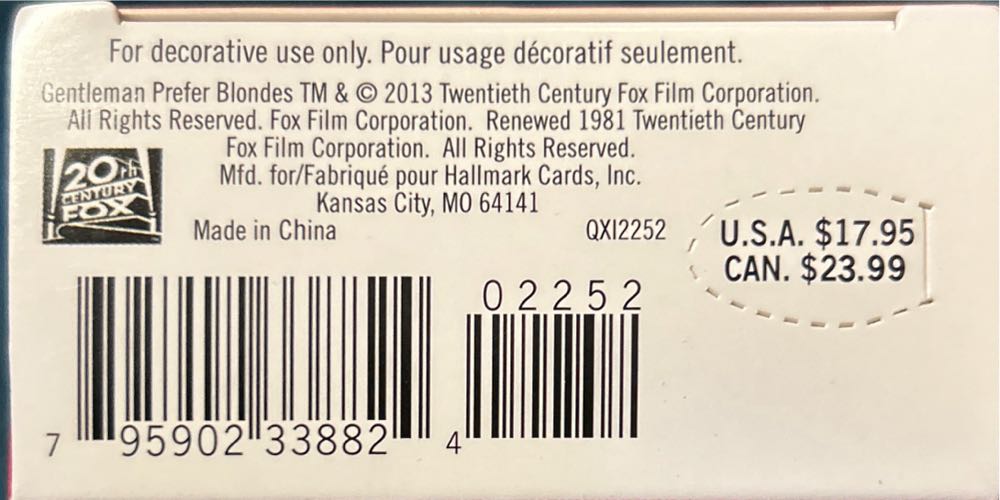 For decorative use only. Pour usage décoratif seulement.
Gentleman Prefer Blondes TM & © 2013 Twentieth Century Fox Film Corporation.
All Rights Reserved. Fox Film Corporation. Renewed 1981 Twentieth Century
Fox Film Corporation. All Rights Reserved.
Mfd. for/Fabriqué pour Hallmark Cards, Inc.
Kansas City, MO 64141
20th
CENTURY
FOX
Made in China
QXI2252
U.S.A. $17.95
CAN. $23.99
02252
7 95902 33882 4